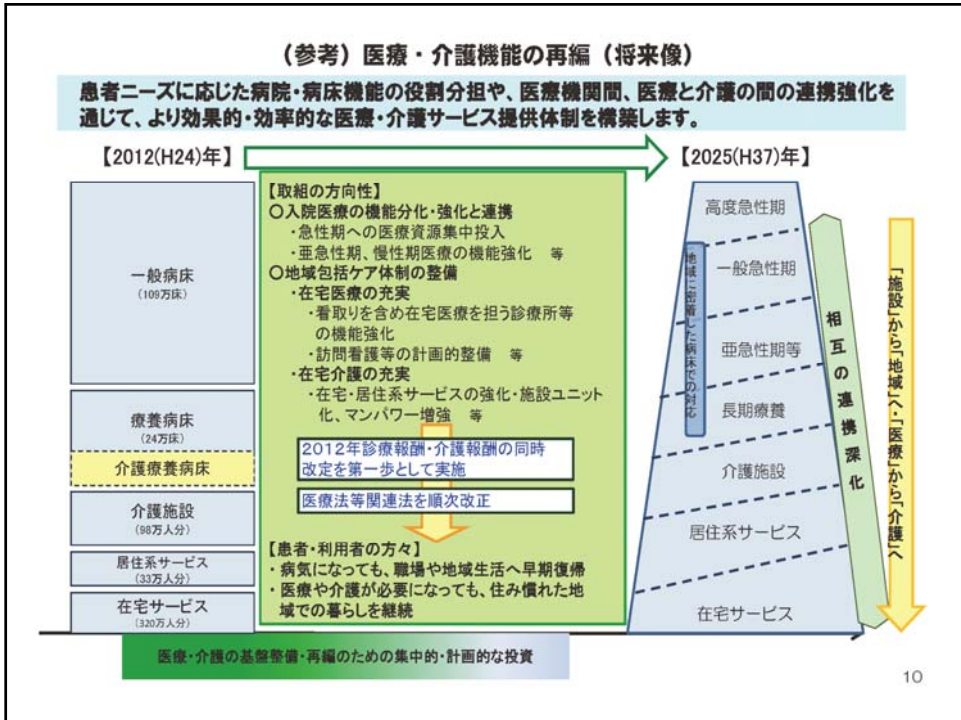 （参考）医療・介護機能の再編（将来像）
患者ニーズに応じた病院・病床機能の役割分担や、医療機関間、医療と介護の間の連携強化を
通じて、より効果的・効率的な医療・介護サービス提供体制を構築します。
【2012(H24)年】
【2025(H37)年】
一般病床
（109万床）
療養病床
（24万床）
介護療養病床
介護施設
（98万人分）
居住系サービス
（33万人分）
在宅サービス
（320万人分）
【取組の方向性】
○入院医療の機能分化・強化と連携
・急性期への医療資源集中投入
・亜急性期、慢性期医療の機能強化　等
○地域包括ケア体制の整備
・在宅医療の充実
・看取りを含め在宅医療を担う診療所等
の機能強化
・訪問看護等の計画的整備　等
・在宅介護の充実
・在宅・居住系サービスの強化・施設ユニット
化、マンパワー増強　等
2012年診療報酬・介護報酬の同時
改定を第一歩として実施
医療法等関連法を順次改正
【患者・利用者の方々】
・病気になっても、職場や地域生活へ早期復帰
・医療や介護が必要になっても、住み慣れた地
域での暮らしを継続
高度急性期
一般急性期
亜急性期等
長期療養
介護施設
居住系サービス
在宅サービス
地域に密着した病床での対応
相互の連携深化
「施設」から「地域」へ・「医療」から「介護」へ
医療・介護の基盤整備・再編のための集中的・計画的な投資
10